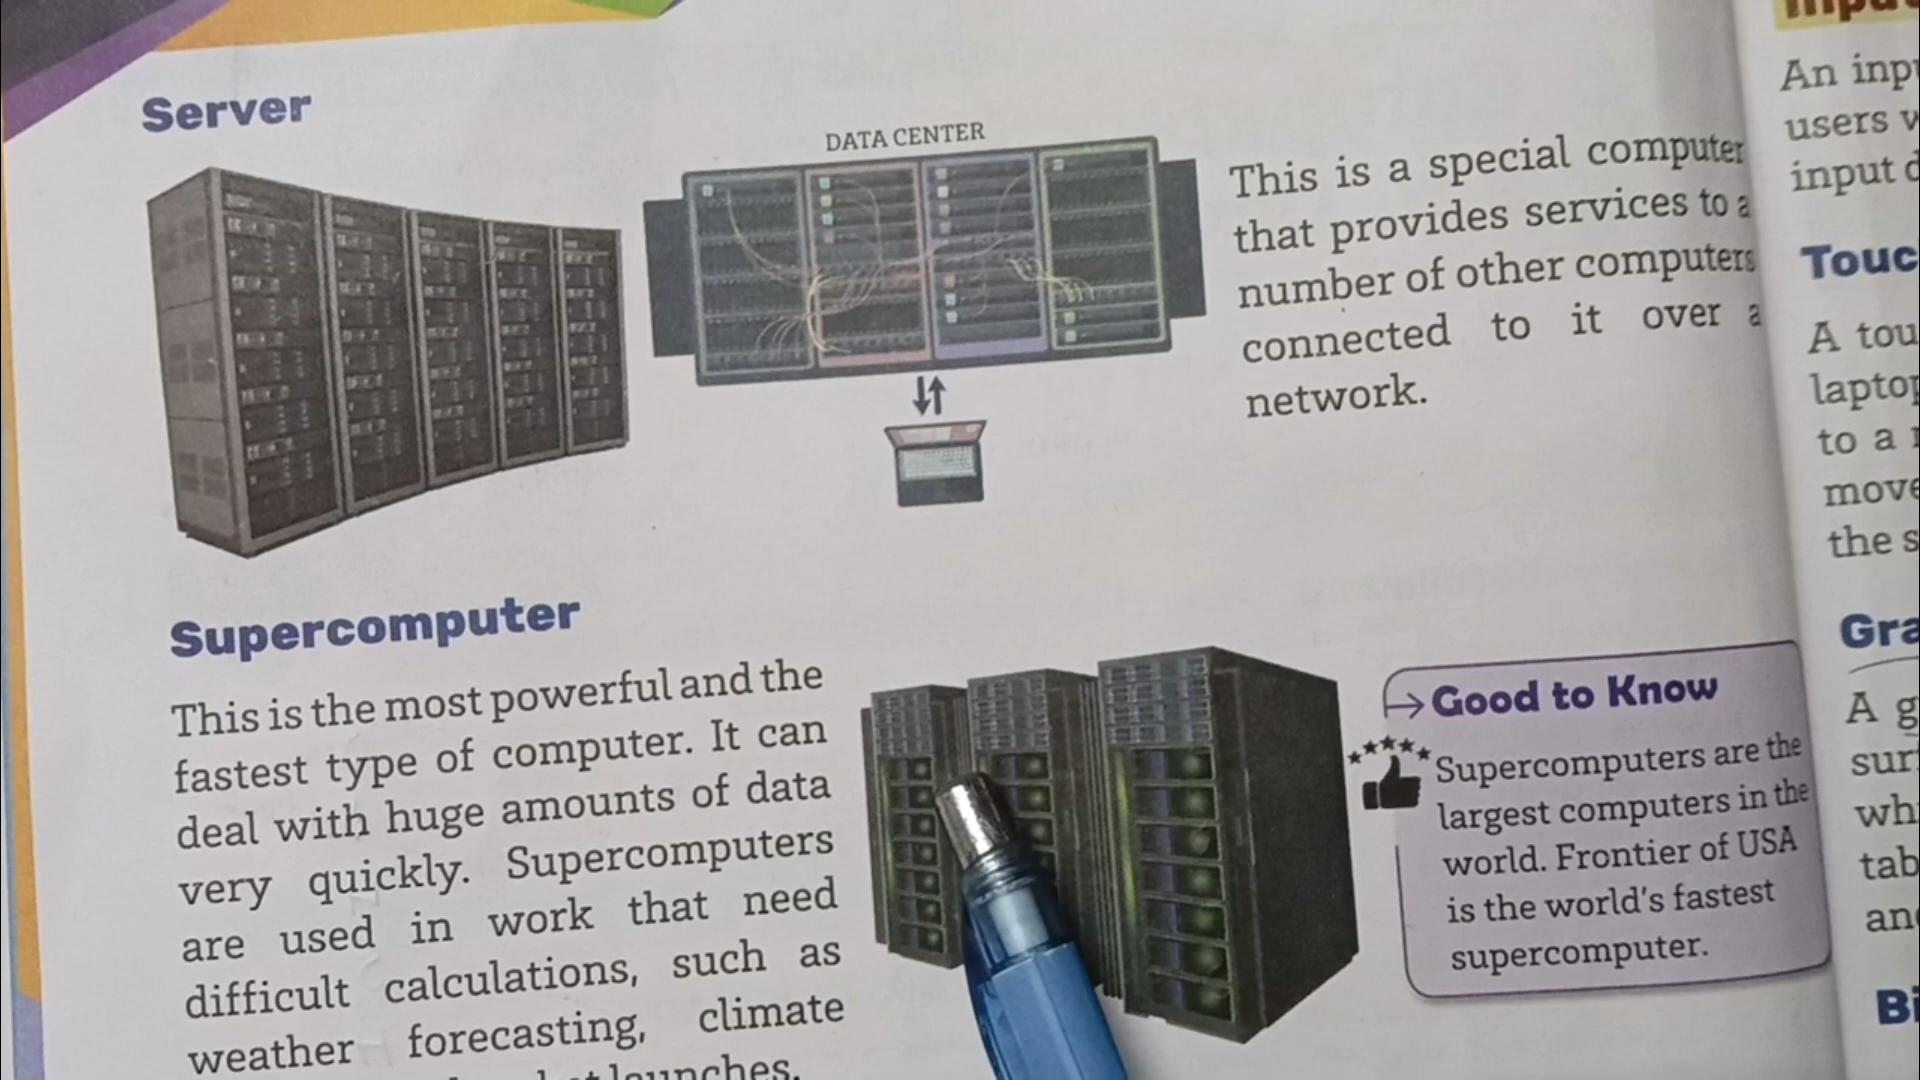 Server
DATA CENTER
This is a special computer
that provides services to a
number of other computers
connected to it over a
network.
Supercomputer
This is the most powerful and the
fastest type of computer. It can
deal with huge amounts of data
very quickly. Supercomputers
are used in work that need
difficult calculations, such as
weather forecasting, climate
launches.
Good to Know
Supercomputers are the
largest computers in the
world. Frontier of USA
is the world's fastest
supercomputer.
An inp
users w
input d
Touc
A tou
laptop
to a
move
the s
Gra
A g
sur
wh
tab
and
Bi